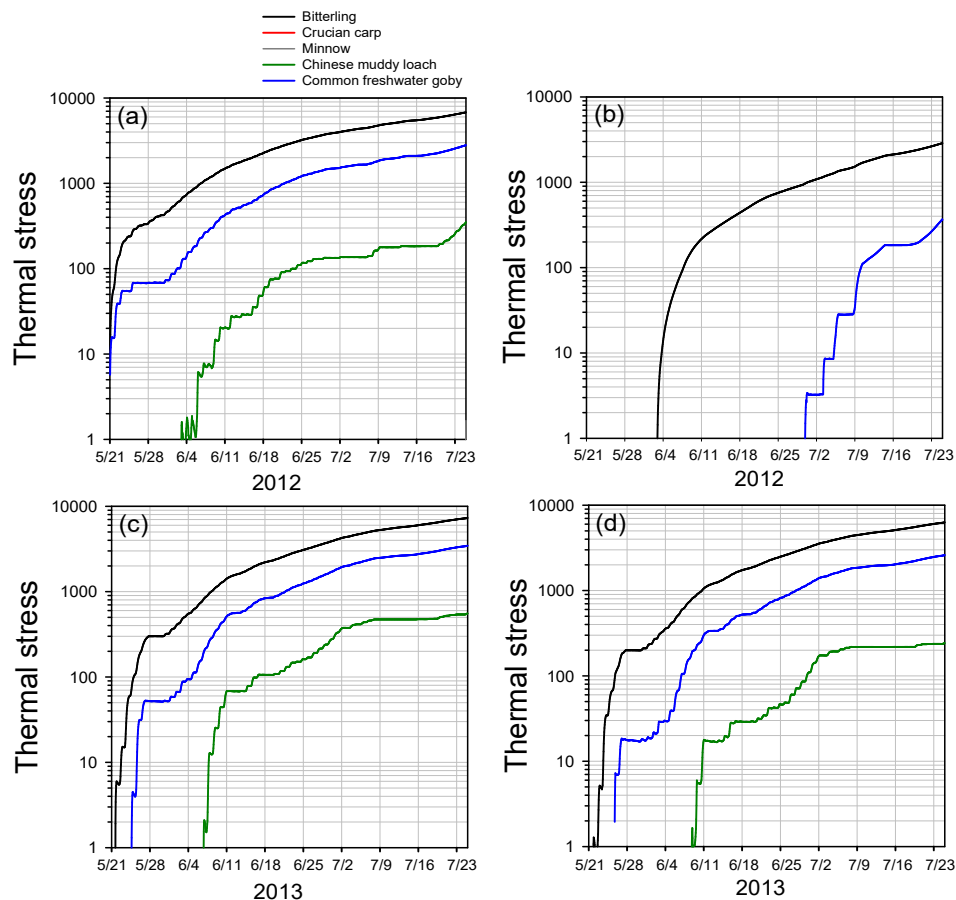 Bitterling
Crucian carp
Minnow
Chinese muddy loach
Common freshwater goby
(a)
10000
1000
100
10
1
Thermal stress
5/21 5/28 6/4 6/11 6/18 6/25 7/2 7/9 7/16 7/23
2012
(b)
10000
1000
100
10
1
Thermal stress
5/21 5/28 6/4 6/11 6/18 6/25 7/2 7/9 7/16 7/23
2012
(c)
10000
1000
100
10
1
Thermal stress
5/21 5/28 6/4 6/11 6/18 6/25 7/2 7/9 7/16 7/23
2013
(d)
10000
1000
100
10
1
Thermal stress
5/21 5/28 6/4 6/11 6/18 6/25 7/2 7/9 7/16 7/23
2013